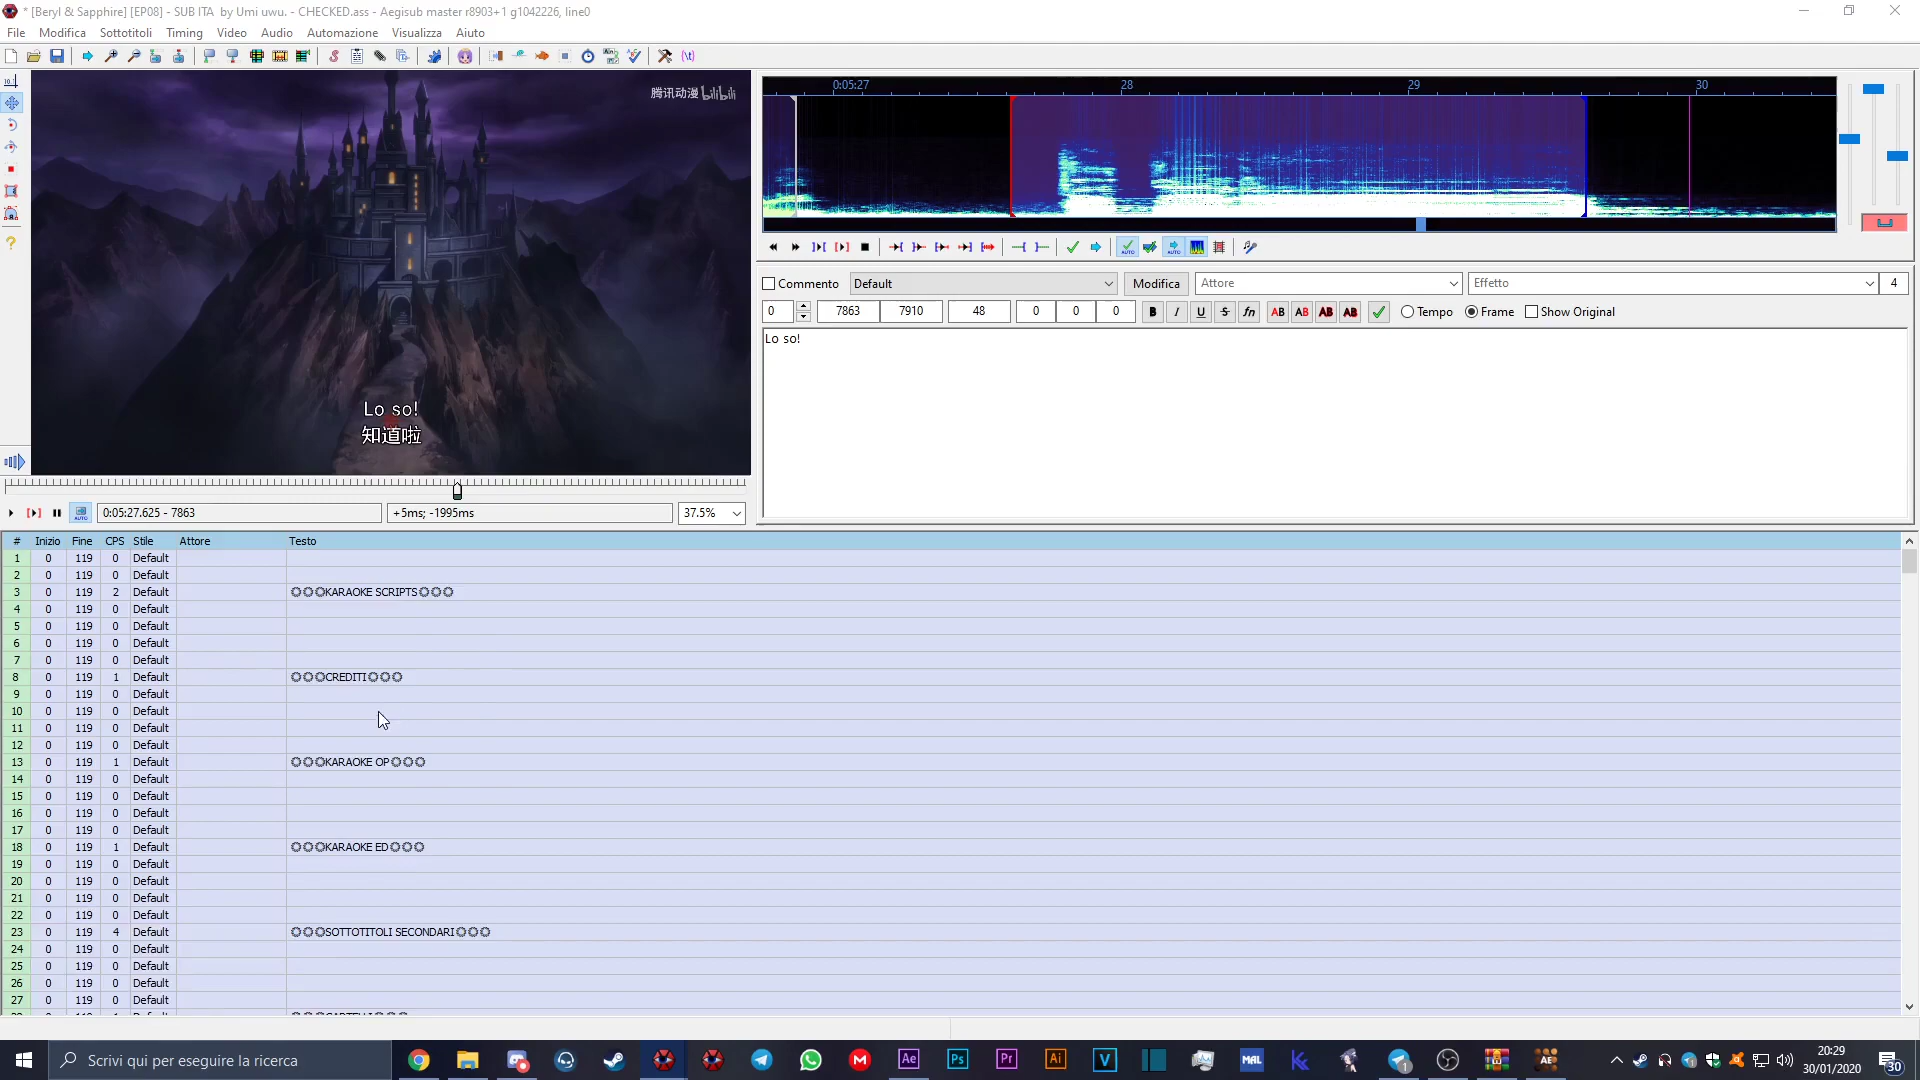 * [Beryl & Sapphire] [EP08] - SUB ITA  by Umi uwu. - CHECKED.ass - Aegisub master r8903+1 g1042226, line0
File Modifica Sottotitoli Timing Video Audio Automazione Visualizza Aiuto
腾讯动漫 bilibili
Lo so!
知道啦
0:05:27 28 29 30
Commento Default Modifica Attore Effetto 4
0 7863 7910 48 0 0 0 B I U S fn AB AB AB AB Tempo Frame Show Original
Lo so!
0:05:27.625 - 7863 +5ms; -1995ms 37.5%
# Inizio Fine CPS Stile Attore Testo
1 0 119 0 Default
2 0 119 0 Default
3 0 119 2 Default ۞۞۞KARAOKE SCRIPTS۞۞۞
4 0 119 0 Default
5 0 119 0 Default
6 0 119 0 Default
7 0 119 0 Default
8 0 119 1 Default ۞۞۞CREDITI۞۞۞
9 0 119 0 Default
10 0 119 0 Default
11 0 119 0 Default
12 0 119 0 Default
13 0 119 1 Default ۞۞۞KARAOKE OP۞۞۞
14 0 119 0 Default
15 0 119 0 Default
16 0 119 0 Default
17 0 119 0 Default
18 0 119 1 Default ۞۞۞KARAOKE ED۞۞۞
19 0 119 0 Default
20 0 119 0 Default
21 0 119 0 Default
22 0 119 0 Default
23 0 119 4 Default ۞۞۞SOTTOTITOLI SECONDARI۞۞۞
24 0 119 0 Default
25 0 119 0 Default
26 0 119 0 Default
27 0 119 0 Default
Scrivi qui per eseguire la ricerca
Ae Ps Pr Ai V MAL
20:29
30/01/2020
30